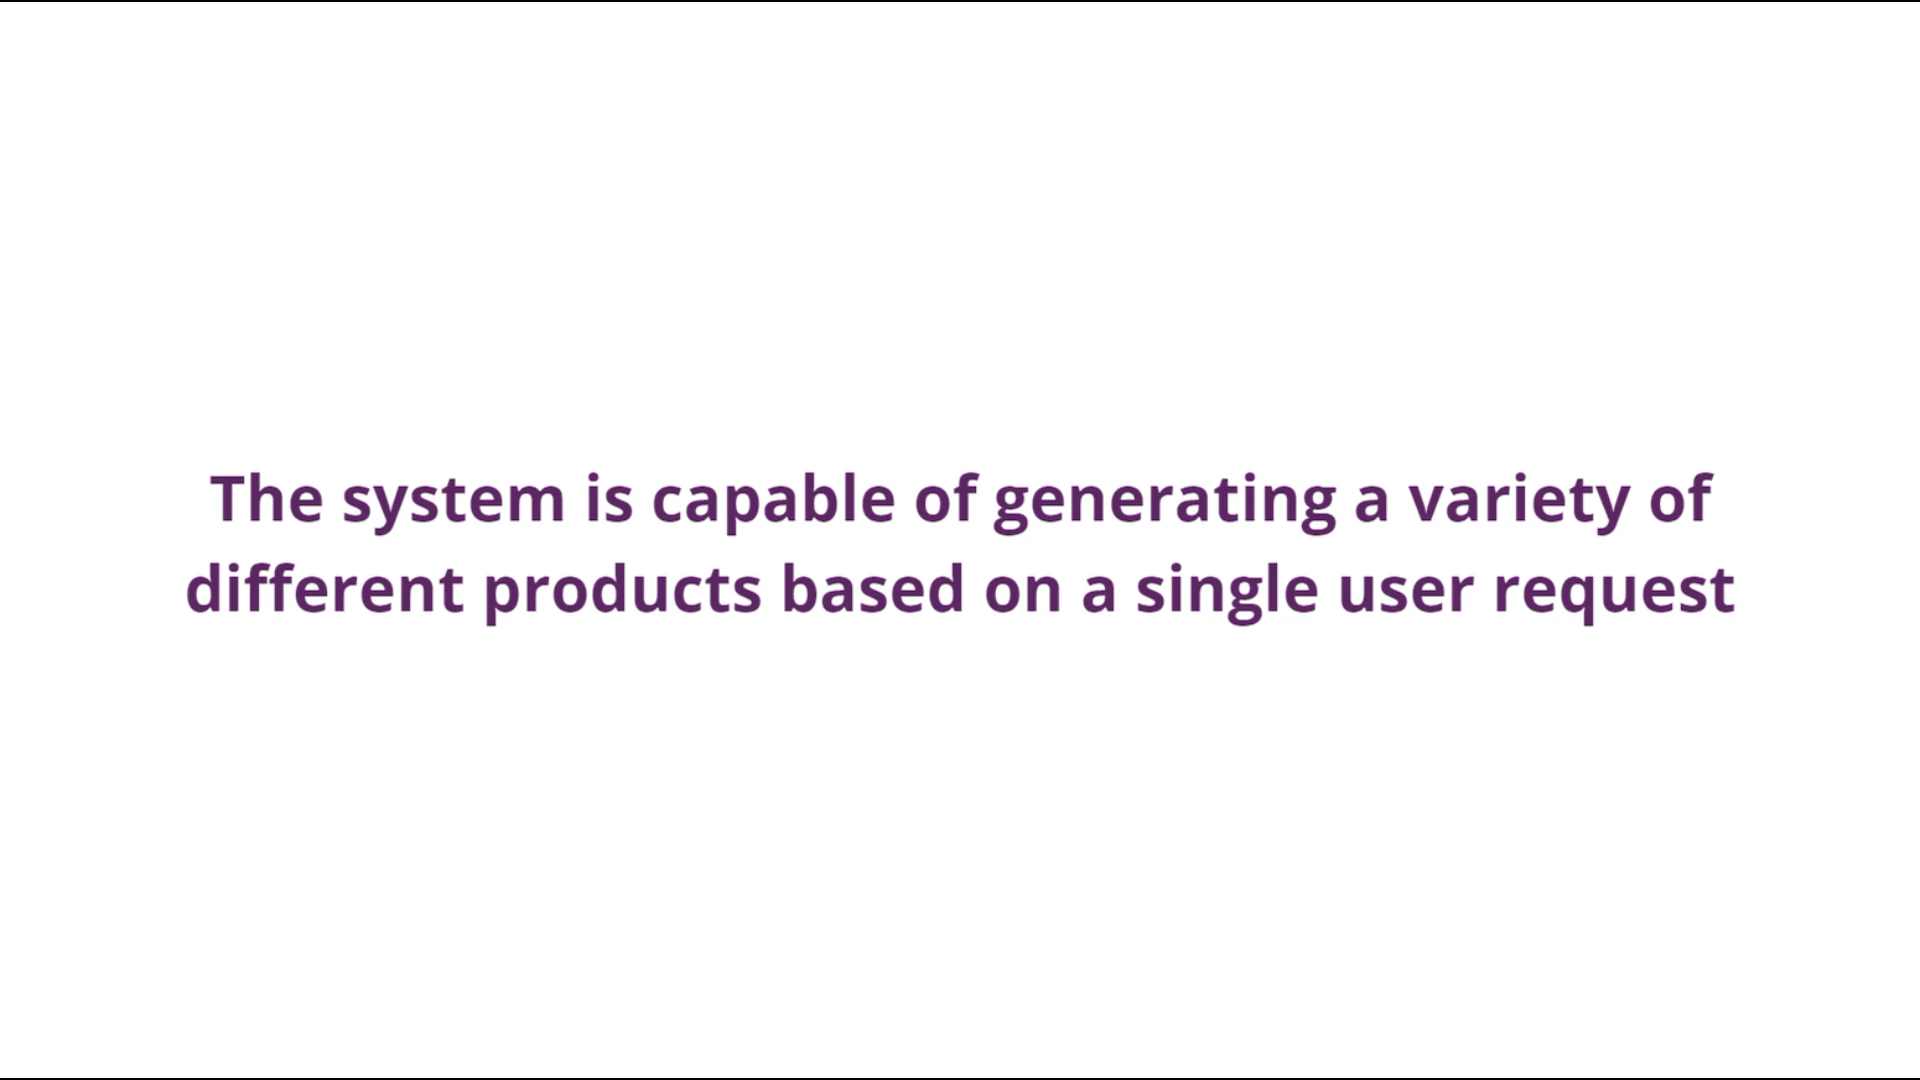 The system is capable of generating a variety of
different products based on a single user request